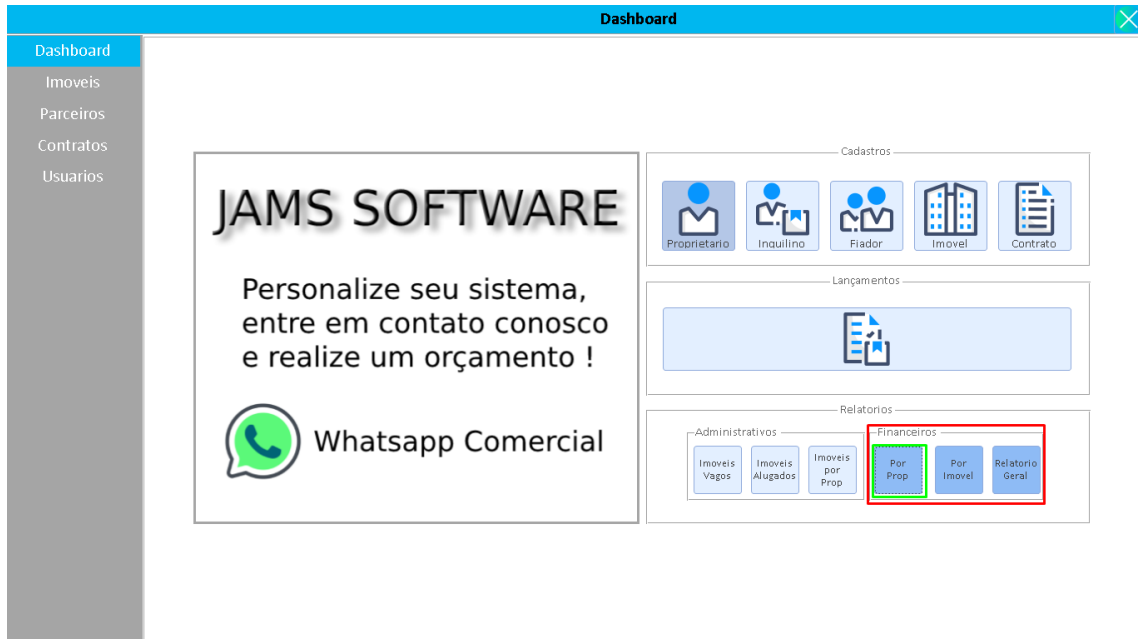 Dashboard
Dashboard
Imoveis
Parceiros
Contratos
Usuarios
JAMS SOFTWARE
Personalize seu sistema,
entre em contato conosco
e realize um orçamento !
Whatsapp Comercial
Cadastros
Proprietario
Inquilino
Fiador
Imovel
Contrato
Lançamentos
Relatorios
Administrativos
Imoveis
Vagos
Imoveis
Alugados
Imoveis
por
Prop
Financeiros
Por
Prop
Por
Imovel
Relatorio
Geral